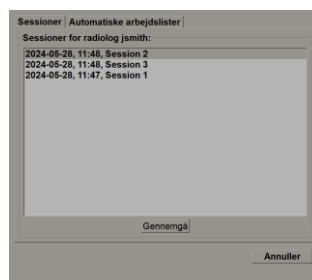 Sessioner Automatiske arbejdslister
Sessioner for radiolog jsmith:
2024-05-28, 11:48, Session 2
2024-05-28, 11:48, Session 3
2024-05-28, 11:47, Session 1
Gennemgå
Annuller